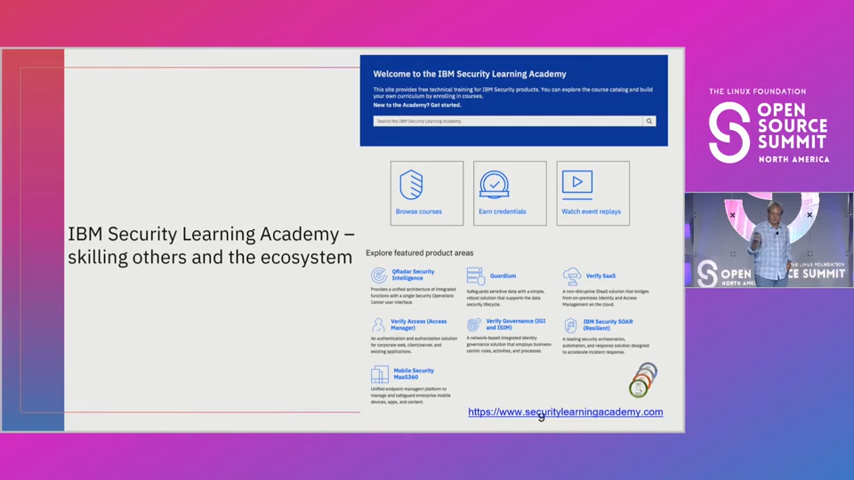 IBM Security Learning Academy –
skilling others and the ecosystem
Welcome to the IBM Security Learning Academy
This site provides free technical training for IBM Security products. You can explore the course catalog and build
your own curriculum by enrolling in courses.
New to the Academy? Get started.
Search the IBM Security Learning Academy
Browse courses
Earn credentials
Watch event replays
Explore featured product areas
QRadar Security
Intelligence
Provides a unified architecture of integrated
functions with a single Security Operations
Center user interface.
Guardium
Safeguards sensitive data with a simple,
robust solution that supports the data
security lifecycle.
Verify SaaS
A non-disruptive IDaaS solution that bridges
from on-premises Identity and Access
Management on the cloud.
Verify Access (Access
Manager)
An authentication and authorization solution
for corporate web, client/server, and
existing applications.
Verify Governance (IGI
and ISIM)
A network-based integrated identity
governance solution that employs business-
centric rules, activities, and processes.
IBM Security SOAR
(Resilient)
A leading security orchestration,
automation, and response solution designed
to accelerate incident response.
Mobile Security
MaaS360
Unified endpoint management platform to
manage and safeguard enterprise mobile
devices, apps, and content.
https://www.securitylearningacademy.com
9
THE LINUX FOUNDATION
OPEN
SOURCE
SUMMIT
NORTH AMERICA
THE LINUX FOUNDATION
OPEN
SUMMIT